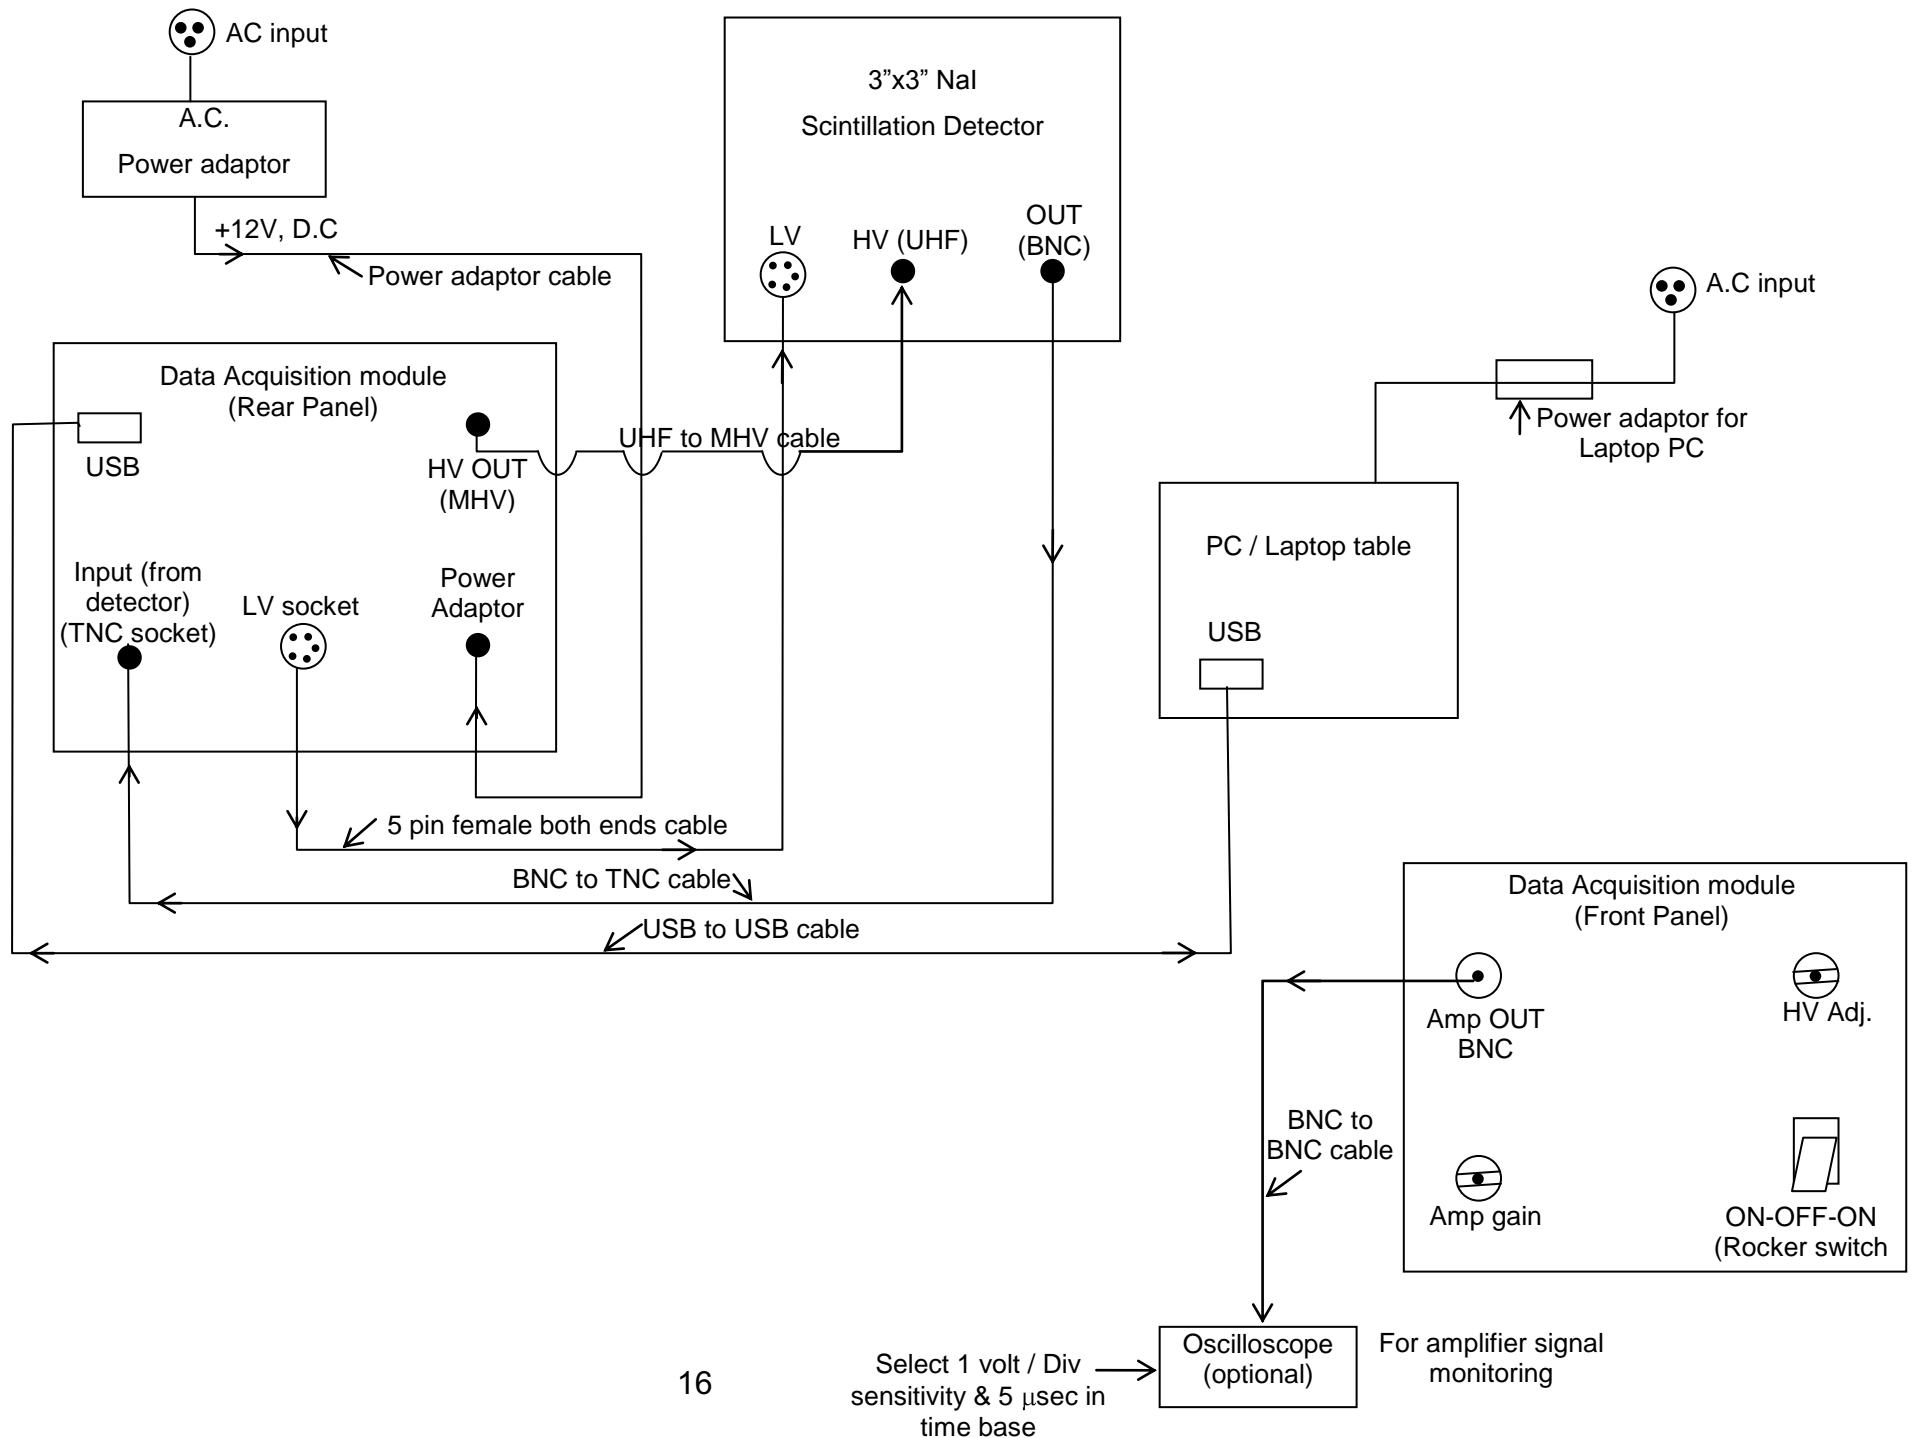 AC input
A.C.
Power adaptor
+12V, D.C
Power adaptor cable
3”x3” NaI
Scintillation Detector
LV
HV (UHF)
OUT
(BNC)
A.C input
Power adaptor for
Laptop PC
Data Acquisition module
(Rear Panel)
USB
HV OUT
(MHV)
UHF to MHV cable
Input (from
detector)
(TNC socket)
LV socket
Power
Adaptor
PC / Laptop table
USB
5 pin female both ends cable
BNC to TNC cable
USB to USB cable
Data Acquisition module
(Front Panel)
Amp OUT
BNC
HV Adj.
BNC to
BNC cable
Amp gain
ON-OFF-ON
(Rocker switch
Oscilloscope
(optional)
For amplifier signal
monitoring
Select 1 volt / Div
sensitivity & 5 μsec in
time base
16